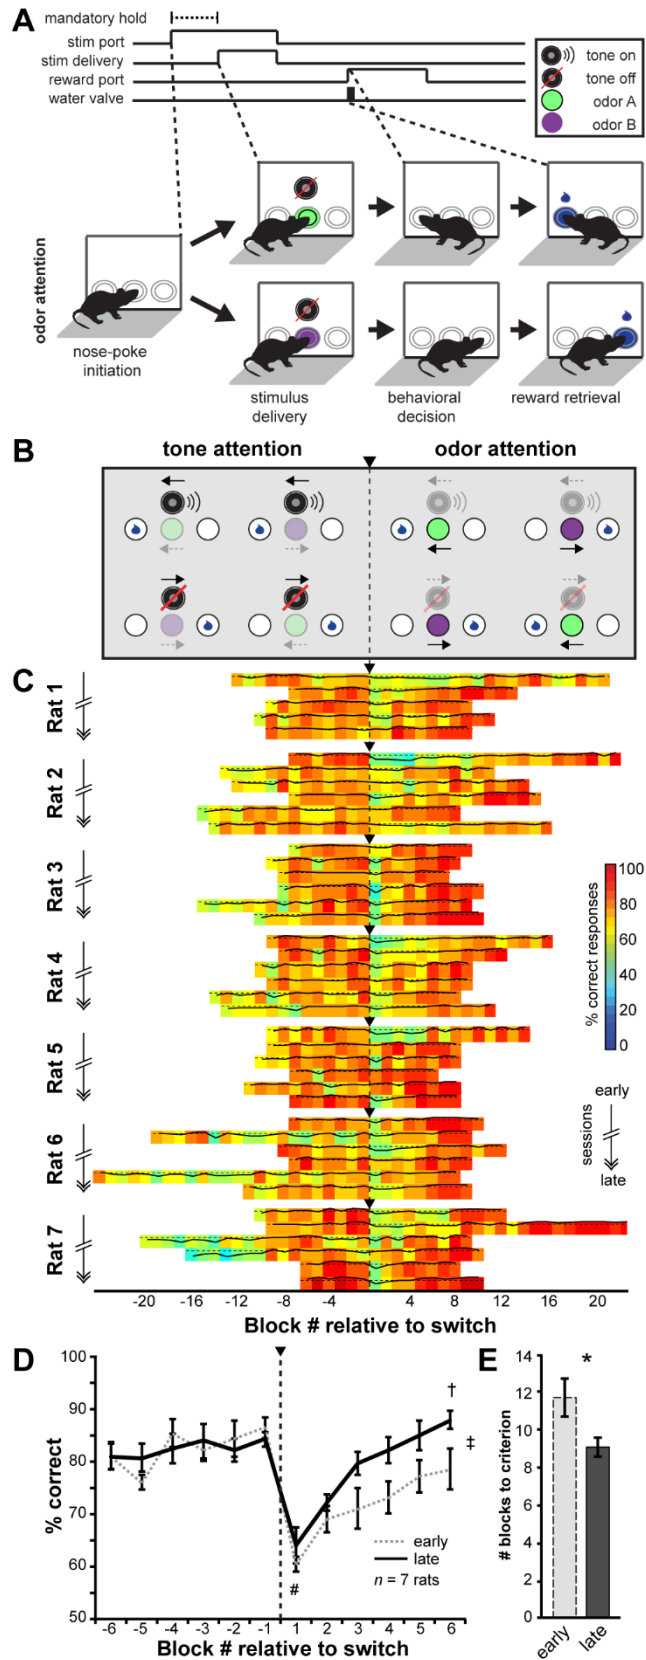 A
mandatory hold
stim port
stim delivery
reward port
water valve
tone on
tone off
odor A
odor B
odor attention
nose-poke
initiation
stimulus
delivery
behavioral
decision
reward retrieval
B
tone attention
odor attention
C
Rat 1
Rat 2
Rat 3
Rat 4
Rat 5
Rat 6
Rat 7
% correct responses
100
80
60
40
20
0
early
sessions
late
-20 -16 -12 -8 -4 4 8 12 16 20
Block # relative to switch
D
% correct
100
90
80
70
60
50
†
‡
#
early
late
n = 7 rats
-6 -5 -4 -3 -2 -1 1 2 3 4 5 6
Block # relative to switch
E
# blocks to criterion
14
12
10
8
6
4
2
0
*
early late